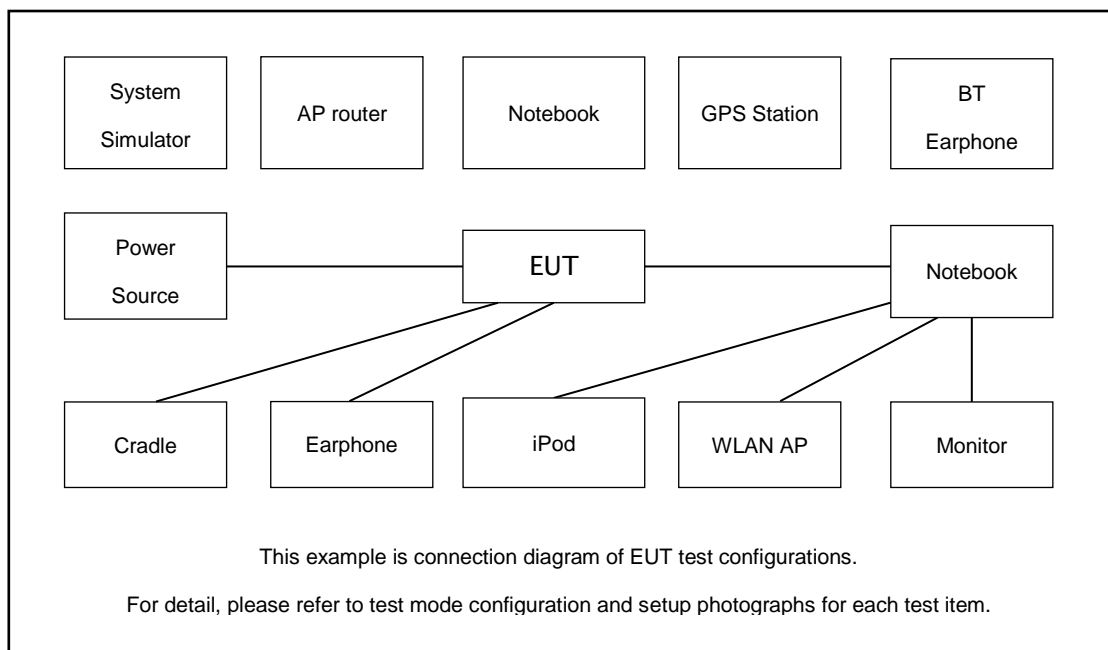 System
Simulator
AP router
Notebook
GPS Station
BT
Earphone
Power
Source
EUT
Notebook
Cradle
Earphone
iPod
WLAN AP
Monitor
This example is connection diagram of EUT test configurations.
For detail, please refer to test mode configuration and setup photographs for each test item.